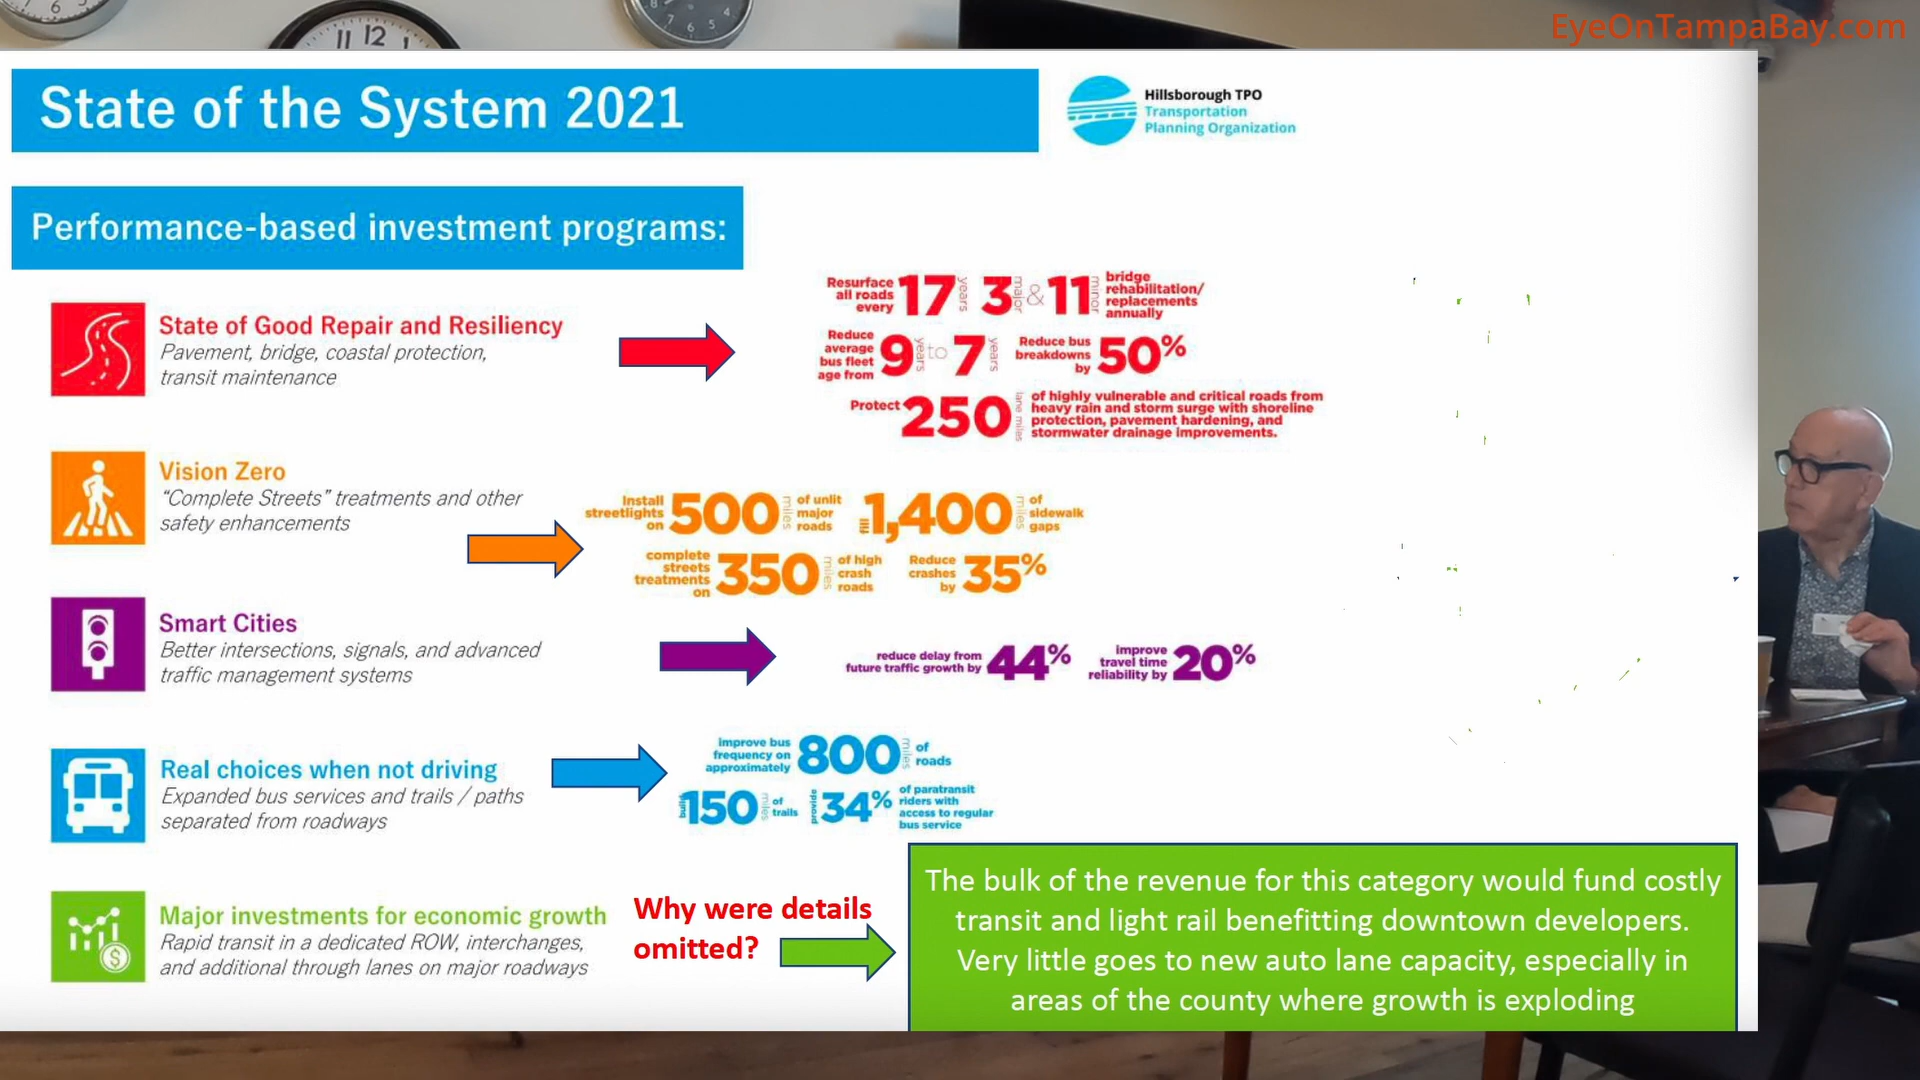 EyeOnTampaBay.com
11 12
State of the System 2021
Hillsborough TPO
Transportation
Planning Organization
Performance-based investment programs:
State of Good Repair and Resiliency
Pavement, bridge, coastal protection,
transit maintenance
Resurface
all roads
every
17 years
3 major & 11 minor
bridge
rehabilitation/
replacements
annually
Reduce
average
bus fleet
age from
9 years to 7 years
Reduce bus
breakdowns
by
50%
Protect
250 lane miles
of highly vulnerable and critical roads from
heavy rain and storm surge with shoreline
protection, pavement hardening, and
stormwater drainage improvements.
Vision Zero
“Complete Streets” treatments and other
safety enhancements
Install
streetlights
on
500 miles
of unlit
major
roads
fill 1,400 miles
of
sidewalk
gaps
complete
streets
treatments
on
350 miles
of high
crash
roads
Reduce
crashes
by
35%
Smart Cities
Better intersections, signals, and advanced
traffic management systems
reduce delay from
future traffic growth by
44%
improve
travel time
reliability by
20%
Real choices when not driving
Expanded bus services and trails / paths
separated from roadways
improve bus
frequency on
approximately
800 miles
of
roads
build 150 miles
of
trails
provide 34%
of paratransit
riders with
access to regular
bus service
Major investments for economic growth
Rapid transit in a dedicated ROW, interchanges,
and additional through lanes on major roadways
Why were details
omitted?
The bulk of the revenue for this category would fund costly
transit and light rail benefitting downtown developers.
Very little goes to new auto lane capacity, especially in
areas of the county where growth is exploding